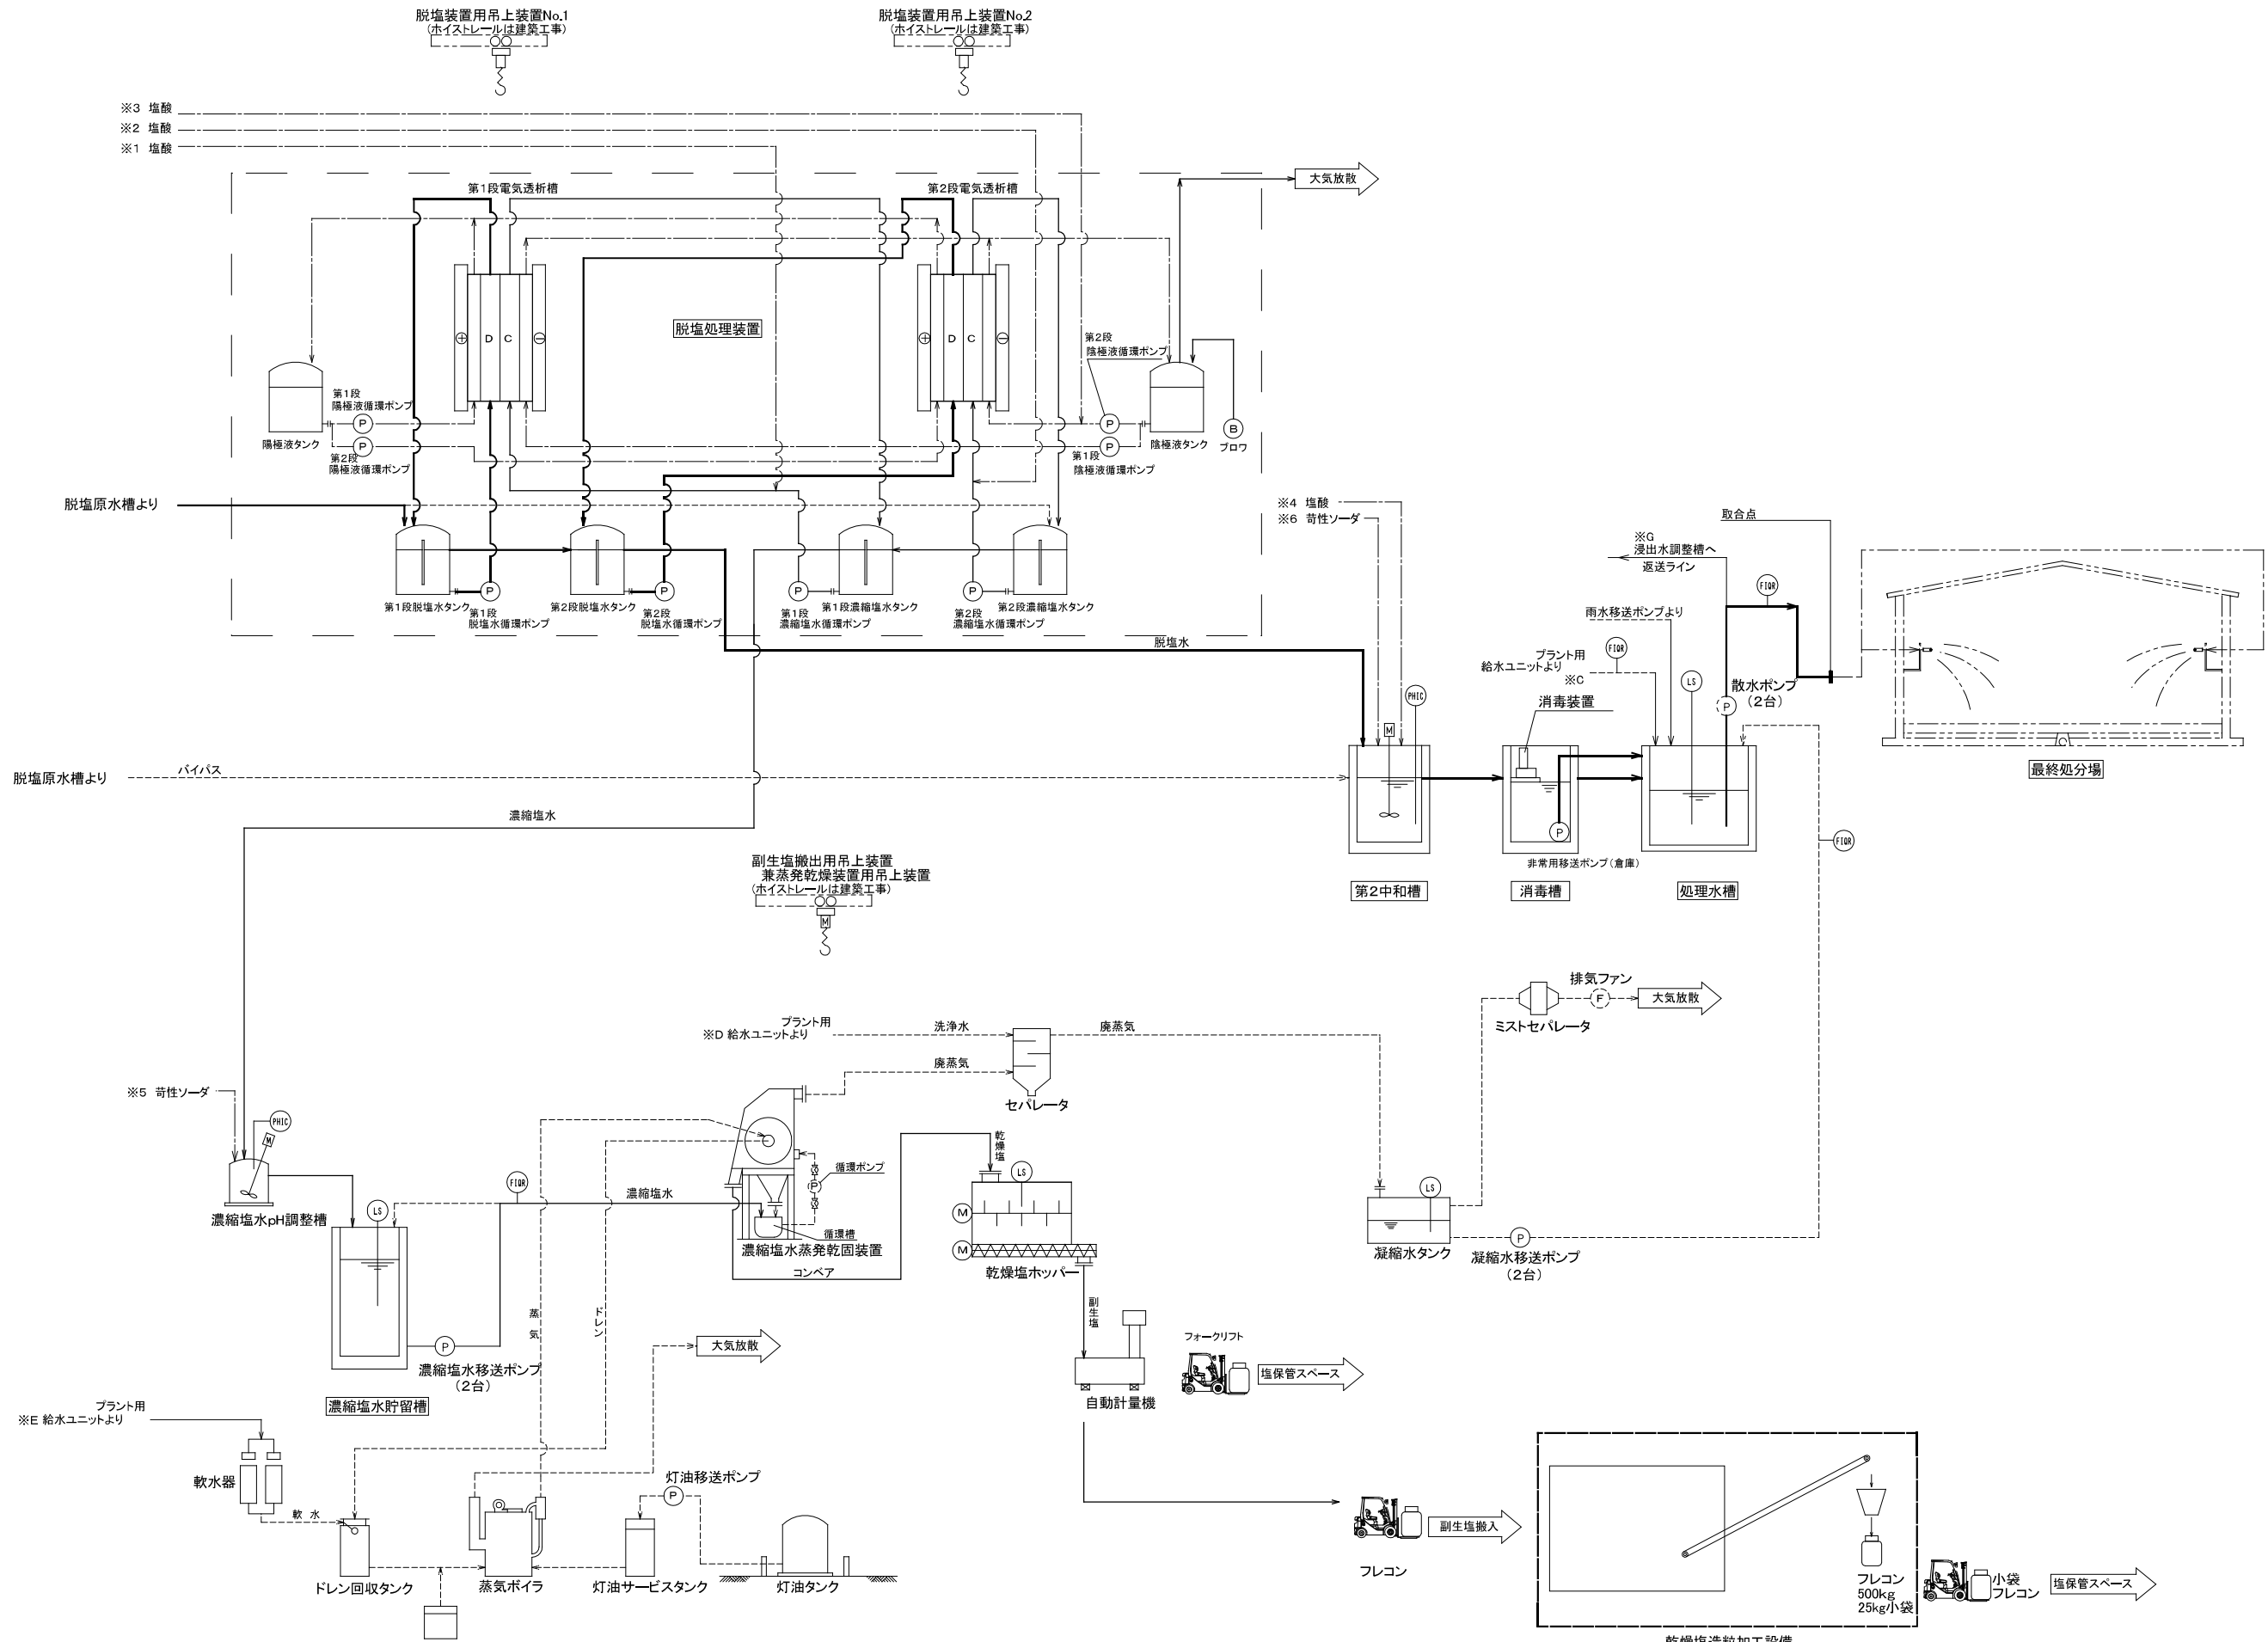 脱塩装置用吊上装置No.1
(ホイストレールは建築工事)
脱塩装置用吊上装置No.2
(ホイストレールは建築工事)
※3 塩酸
※2 塩酸
※1 塩酸
大気放散
第1段電気透析槽
第2段電気透析槽
脱塩処理装置
D
C
D
C
第2段
陰極液循環ポンプ
第1段
陽極液循環ポンプ
P
P
陽極液タンク
第2段
陽極液循環ポンプ
P
P
第1段
陰極液循環ポンプ
陰極液タンク
B
ブロワ
脱塩原水槽より
P
P
P
P
第1段脱塩水タンク
第1段
脱塩水循環ポンプ
第2段脱塩水タンク
第2段
脱塩水循環ポンプ
第1段
濃縮塩水循環ポンプ
第1段濃縮塩水タンク
第2段
濃縮塩水循環ポンプ
第2段濃縮塩水タンク
脱塩水
※4 塩酸
※6 苛性ソーダ
取合点
※G
浸出水調整槽へ
返送ライン
FIQR
雨水移送ポンプより
プラント用
給水ユニットより
※C
FIQR
PHIC
M
消毒装置
LS
散水ポンプ
(2台)
P
最終処分場
脱塩原水槽より
バイパス
P
非常用移送ポンプ(倉庫)
FIQR
第2中和槽
消毒槽
処理水槽
濃縮塩水
副生塩搬出用吊上装置
兼蒸発乾燥装置用吊上装置
(ホイストレールは建築工事)
M
排気ファン
F
大気放散
ミストセパレータ
プラント用
※D 給水ユニットより
洗浄水
廃蒸気
廃蒸気
セパレータ
※5 苛性ソーダ
PHIC
M
濃縮塩水pH調整槽
FIQR
LS
濃縮塩水
循環ポンプ
P
循環槽
濃縮塩水蒸発乾固装置
コンベア
乾燥塩
LS
M
M
乾燥塩ホッパー
LS
凝縮水タンク
P
凝縮水移送ポンプ
(2台)
P
濃縮塩水移送ポンプ
(2台)
濃縮塩水貯留槽
蒸気
ドレン
大気放散
副生塩
自動計量機
フォークリフト
塩保管スペース
プラント用
※E 給水ユニットより
軟水器
軟水
ドレン回収タンク
蒸気ボイラ
灯油移送ポンプ
P
灯油サービスタンク
灯油タンク
フレコン
副生塩搬入
フレコン
500kg
25kg小袋
小袋
フレコン
塩保管スペース
乾燥塩造粒加工設備